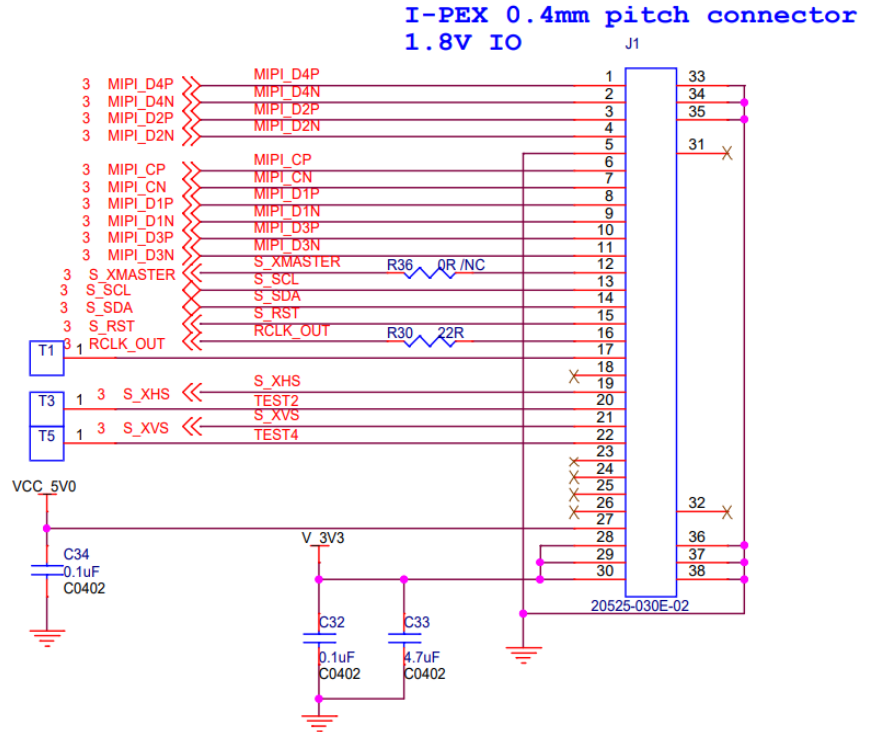 I-PEX 0.4mm pitch connector
1.8V IO
J1
3 MIPI_D4P MIPI_D4P 1 33
3 MIPI_D4N MIPI_D4N 2 34
3 MIPI_D2P MIPI_D2P 3 35
3 MIPI_D2N MIPI_D2N 4
5 31
3 MIPI_CP MIPI_CP 6
3 MIPI_CN MIPI_CN 7
3 MIPI_D1P MIPI_D1P 8
3 MIPI_D1N MIPI_D1N 9
3 MIPI_D3P MIPI_D3P 10
3 MIPI_D3N MIPI_D3N 11
3 S_XMASTER S_XMASTER R36 0R /NC 12
3 S_SCL S_SCL 13
3 S_SDA S_SDA 14
3 S_RST S_RST 15
3 RCLK_OUT RCLK_OUT R30 22R 16
T1 1 17
18
3 S_XHS S_XHS 19
T3 1 TEST2 20
3 S_XVS S_XVS 21
T5 1 TEST4 22
23
24
25
26 32
VCC_5V0 27
V_3V3 28 36
29 37
30 38
C34
0.1uF
C0402
20525-030E-02
C32 C33
0.1uF 4.7uF
C0402 C0402